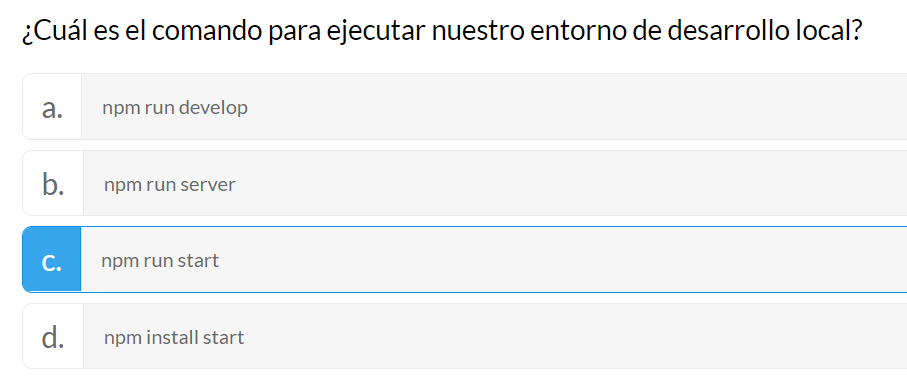 ¿Cuál es el comando para ejecutar nuestro entorno de desarrollo local?
a. npm run develop
b. npm run server
c. npm run start
d. npm install start